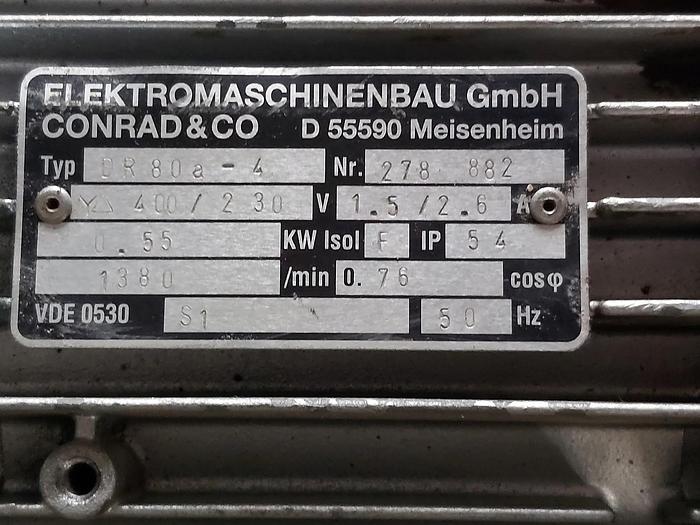 ELEKTROMASCHINENBAU GmbH
CONRAD & CO D 55590 Meisenheim
Typ DR 80a - 4 Nr. 278 882
Y△ 400 / 230 V 1.5 / 2.6 A
0.55 KW Isol F IP 54
1380 /min 0.76 cosφ
VDE 0530 S1 50 Hz